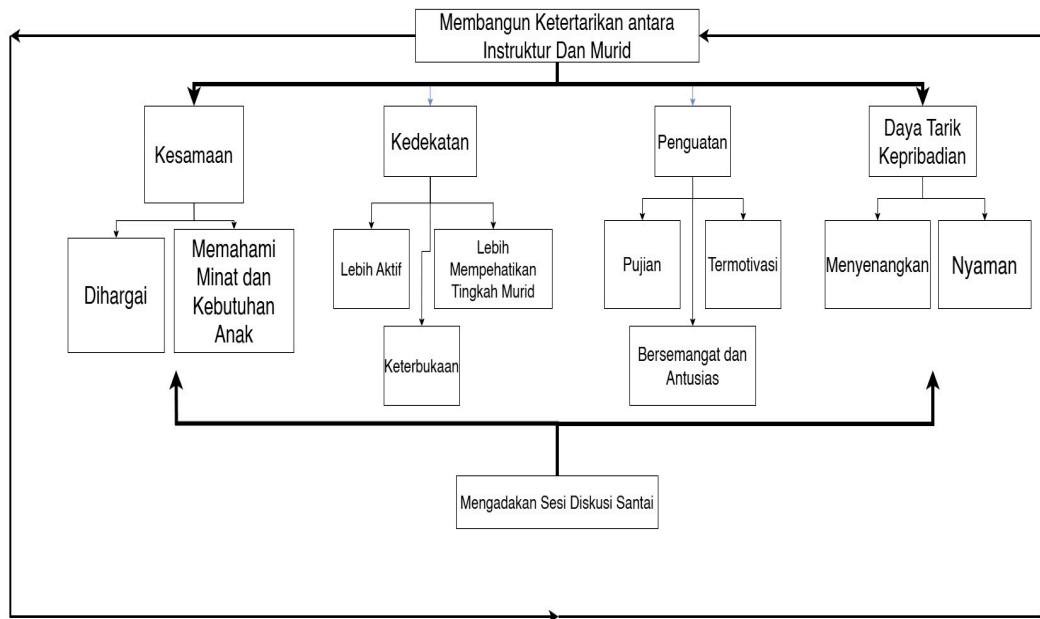 Membangun Ketertarikan antara
Instruktur Dan Murid
Kesamaan
Kedekatan
Penguatan
Daya Tarik
Kepribadian
Dihargai
Memahami
Minat dan
Kebutuhan
Anak
Lebih Aktif
Lebih
Mempehatikan
Tingkah Murid
Keterbukaan
Pujian
Termotivasi
Bersemangat dan
Antusias
Menyenangkan
Nyaman
Mengadakan Sesi Diskusi Santai